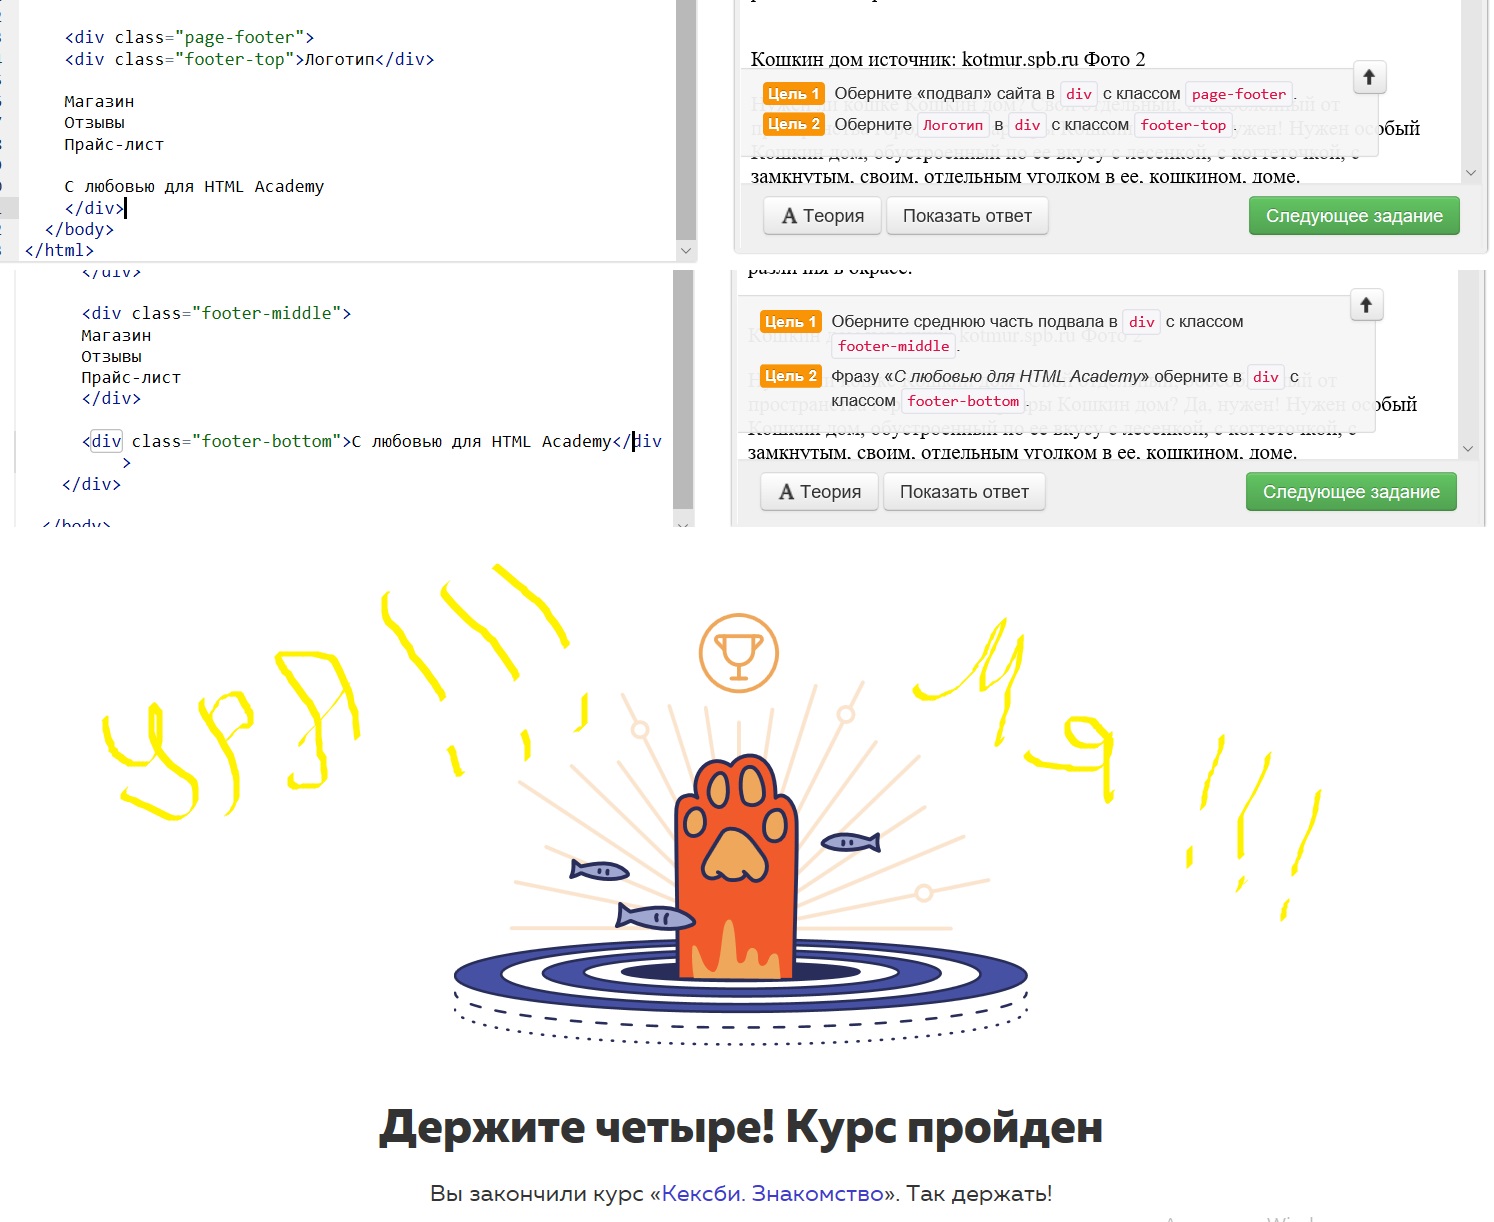 <div class="page-footer">
<div class="footer-top">Логотип</div>
Магазин
Отзывы
Прайс-лист
С любовью для HTML Academy
</div>
</body>
</html>
Кошкин дом источник: kotmur.spb.ru Фото 2
Цель 1 Оберните «подвал» сайта в div с классом page-footer.
Цель 2 Оберните Логотип в div с классом footer-top.
Кошкин дом, обустроенный по ее вкусу с лесенкой, с когтеточкой, с
замкнутым, своим, отдельным уголком в ее, кошкином, доме.
Теория
Показать ответ
Следующее задание
</div>
<div class="footer-middle">
Магазин
Отзывы
Прайс-лист
</div>
<div class="footer-bottom">С любовью для HTML Academy</div
>
</div>
</body>
различия в окрасе.
Цель 1 Оберните среднюю часть подвала в div с классом
footer-middle.
Цель 2 Фразу «С любовью для HTML Academy» оберните в div с
классом footer-bottom.
Кошкин дом, обустроенный по ее вкусу с лесенкой, с когтеточкой, с
замкнутым, своим, отдельным уголком в ее, кошкином, доме.
Теория
Показать ответ
Следующее задание
УРЯ!!!
Мя!!!
Держите четыре! Курс пройден
Вы закончили курс «Кексби. Знакомство». Так держать!